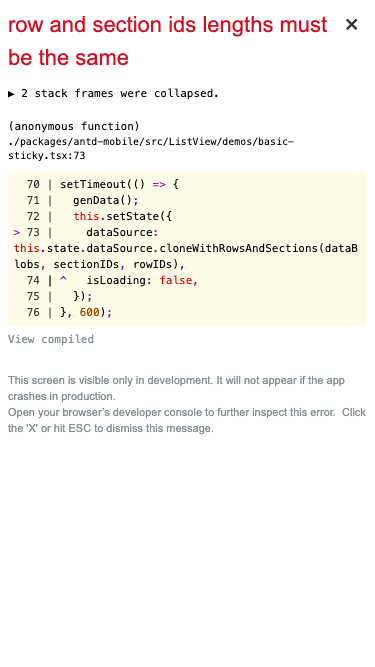 row and section ids lengths must
be the same
×
▶ 2 stack frames were collapsed.
(anonymous function)
./packages/antd-mobile/src/ListView/demos/basic-
sticky.tsx:73
70 | setTimeout(() => {
71 |   genData();
72 |   this.setState({
> 73 |     dataSource:
this.state.dataSource.cloneWithRowsAndSections(dataB
lobs, sectionIDs, rowIDs),
74 | ^   isLoading: false,
75 |   });
76 | }, 600);
View compiled
This screen is visible only in development. It will not appear if the app
crashes in production.
Open your browser’s developer console to further inspect this error.  Click
the 'X' or hit ESC to dismiss this message.